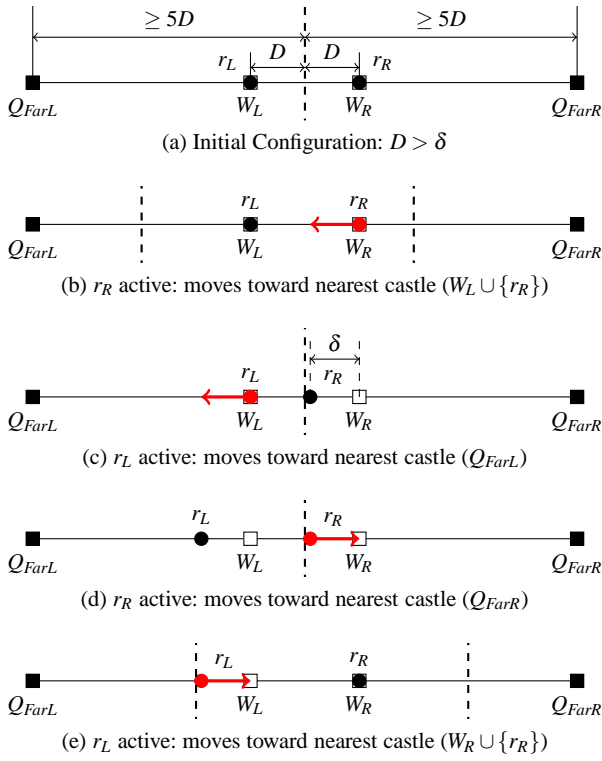 ≥ 5D ≥ 5D
D D
r_L r_R
Q_FarL W_L W_R Q_FarR
(a) Initial Configuration: D > δ
r_L r_R
Q_FarL W_L W_R Q_FarR
(b) r_R active: moves toward nearest castle (W_L ∪ {r_R})
δ
r_L r_R
Q_FarL W_L W_R Q_FarR
(c) r_L active: moves toward nearest castle (Q_FarL)
r_L r_R
Q_FarL W_L W_R Q_FarR
(d) r_R active: moves toward nearest castle (Q_FarR)
r_L r_R
Q_FarL W_L W_R Q_FarR
(e) r_L active: moves toward nearest castle (W_R ∪ {r_R})